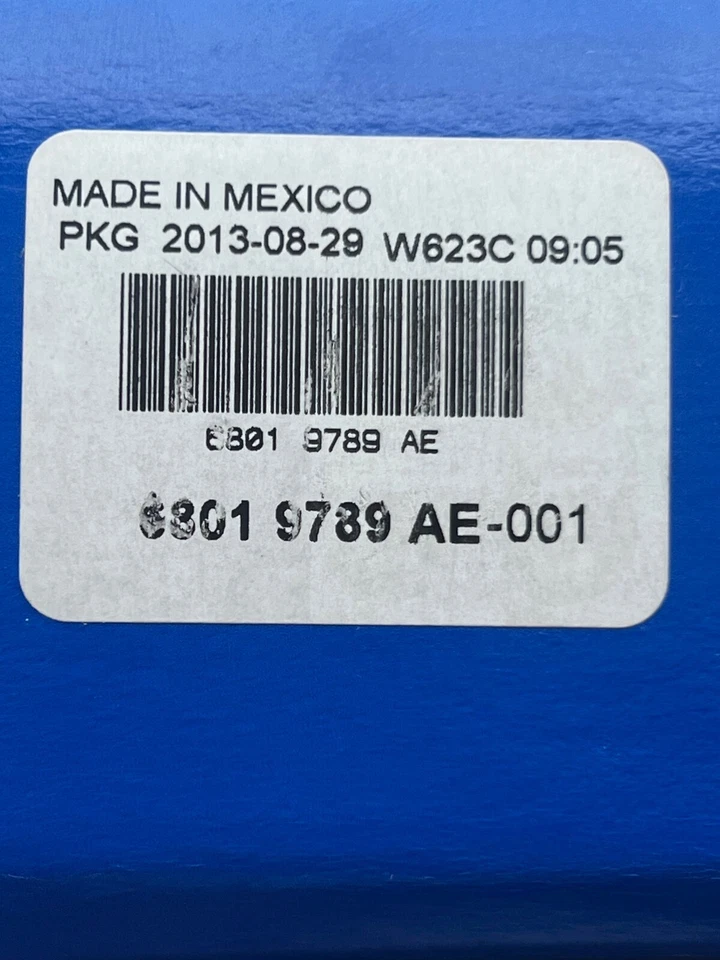 MADE IN MEXICO
PKG 2013-08-29 W623C 09:05
6801 9789 AE
6801 9789 AE-001